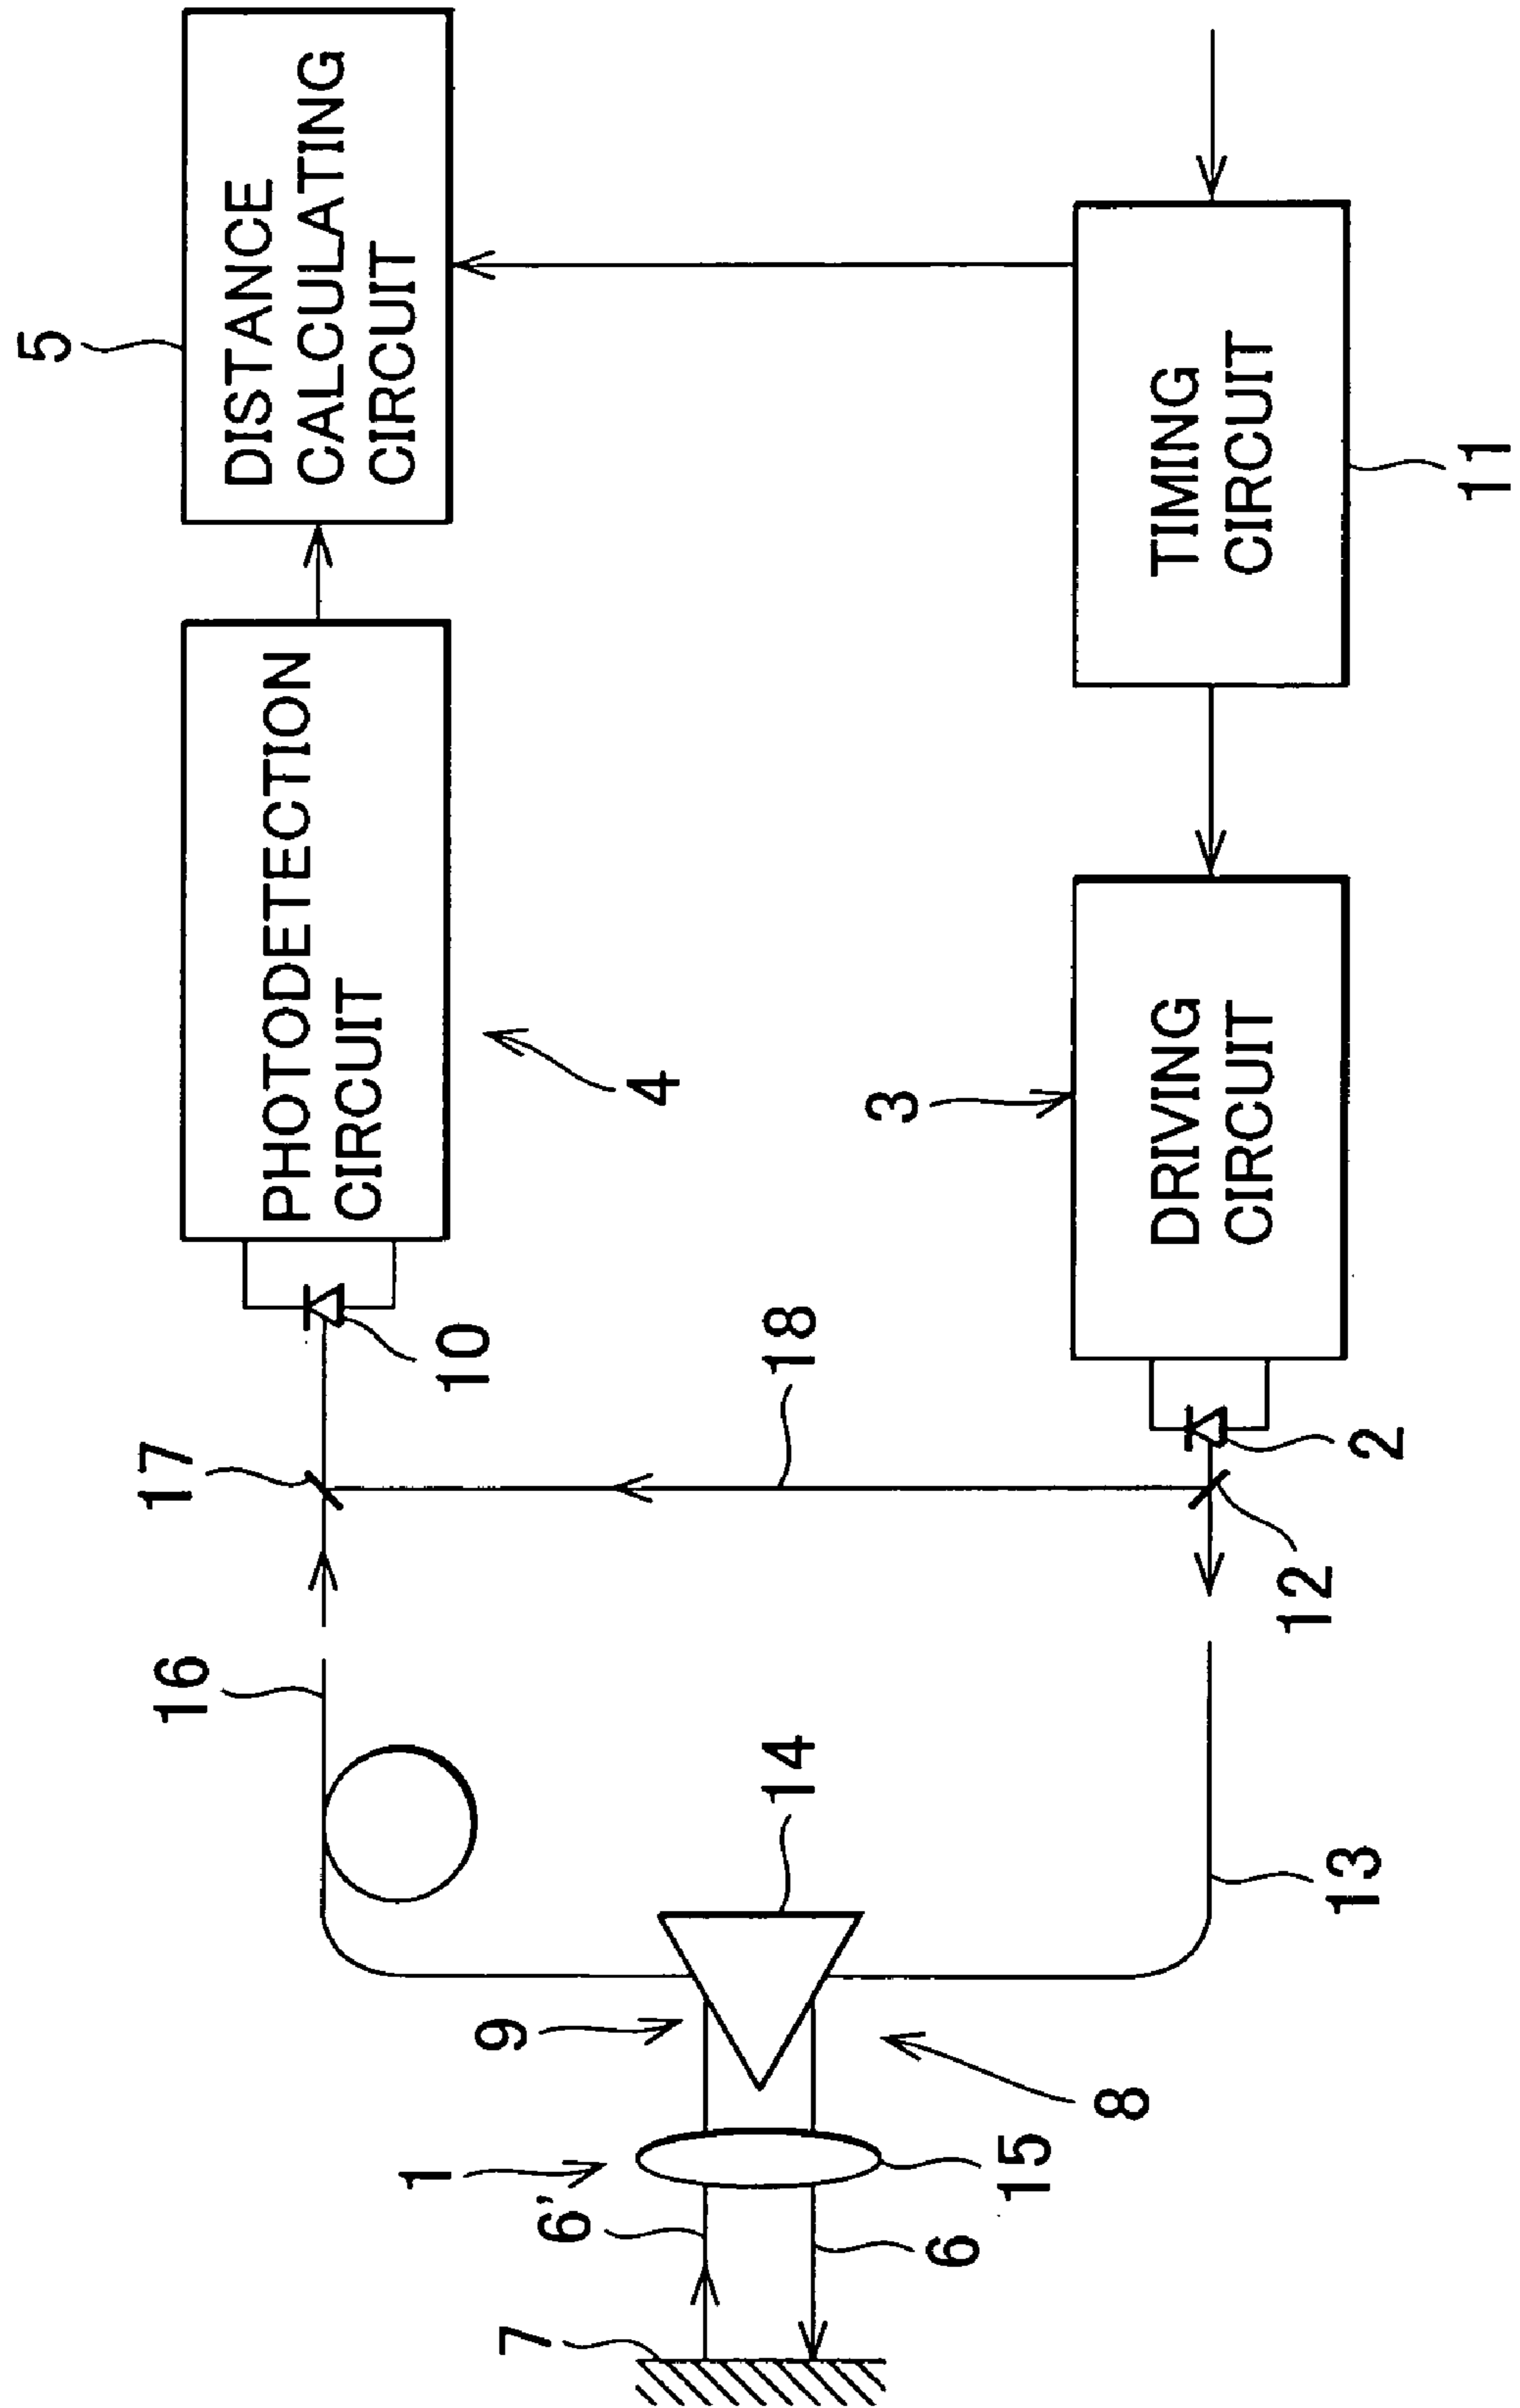 5
DISTANCE
CALCULATING
CIRCUIT
PHOTODETECTION
CIRCUIT
4
10
17
18
16
TIMING
CIRCUIT
11
3
DRIVING
CIRCUIT
2
12
14
13
9
8
1
15
6'
6
7